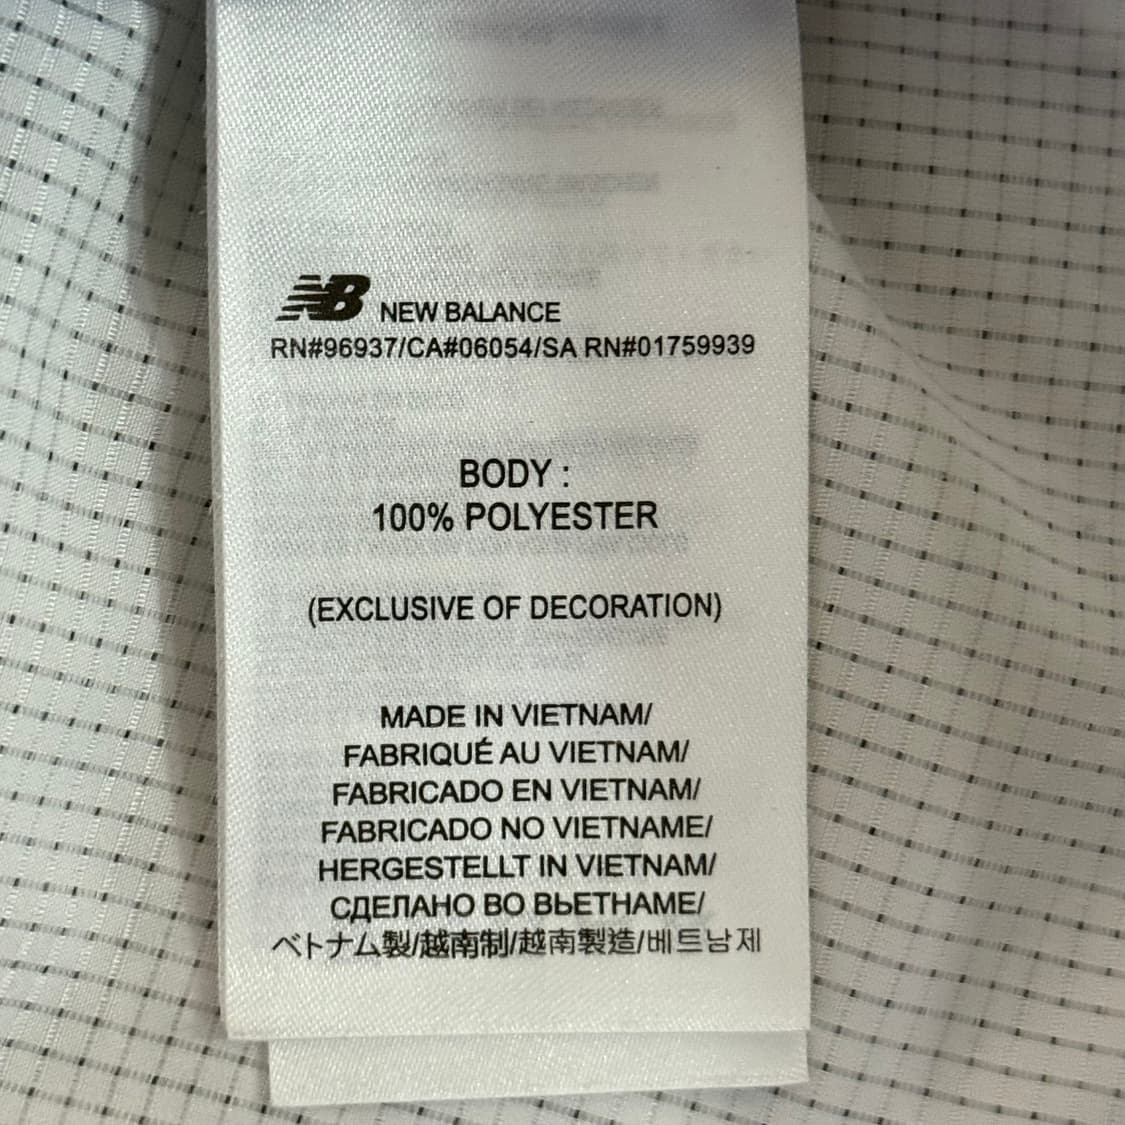 NB NEW BALANCE
RN#96937/CA#06054/SA RN#01759939
BODY :
100% POLYESTER
(EXCLUSIVE OF DECORATION)
MADE IN VIETNAM/
FABRIQUÉ AU VIETNAM/
FABRICADO EN VIETNAM/
FABRICADO NO VIETNAME/
HERGESTELLT IN VIETNAM/
СДЕЛАНО ВО ВЬЕТНАМЕ/
ベトナム製/越南制/越南製造/베트남제